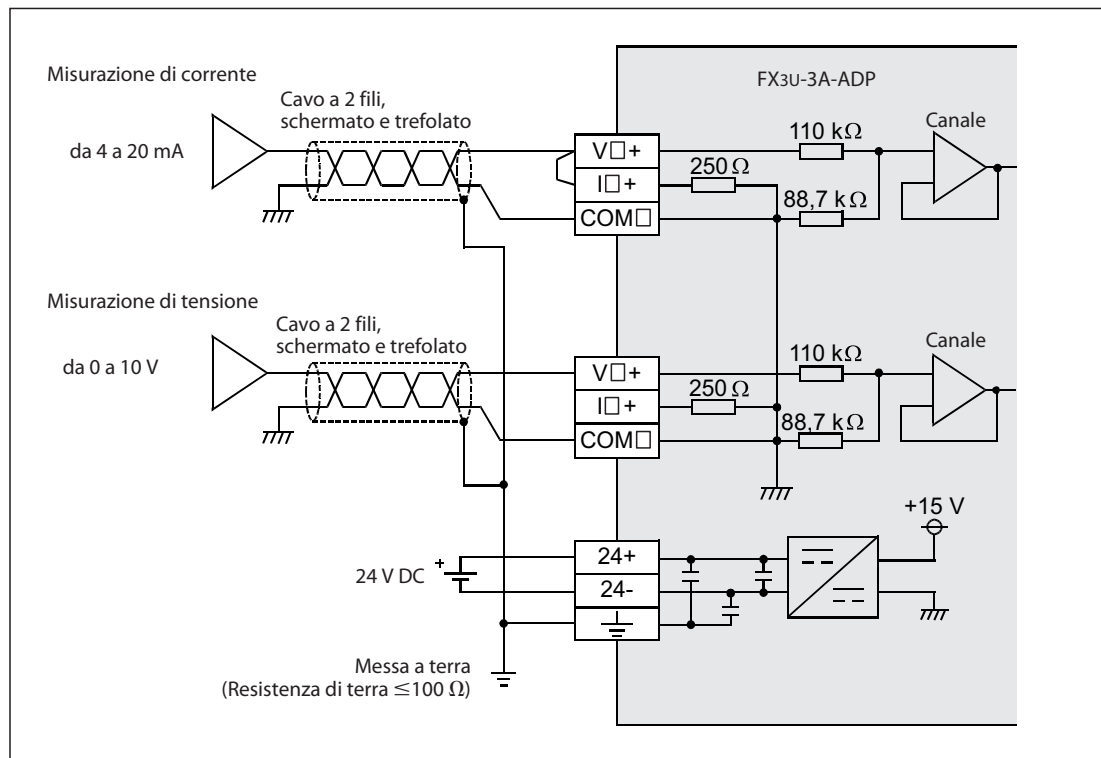 FX3U-3A-ADP
Misurazione di corrente
Cavo a 2 fili,
schermato e trefolato
da 4 a 20 mA
V□+
I□+
COM□
110 kΩ
250 Ω
88,7 kΩ
Canale
Misurazione di tensione
Cavo a 2 fili,
schermato e trefolato
da 0 a 10 V
V□+
I□+
COM□
110 kΩ
250 Ω
88,7 kΩ
Canale
+15 V
24 V DC
+
24+
24-
Messa a terra
(Resistenza di terra ≦100 Ω)